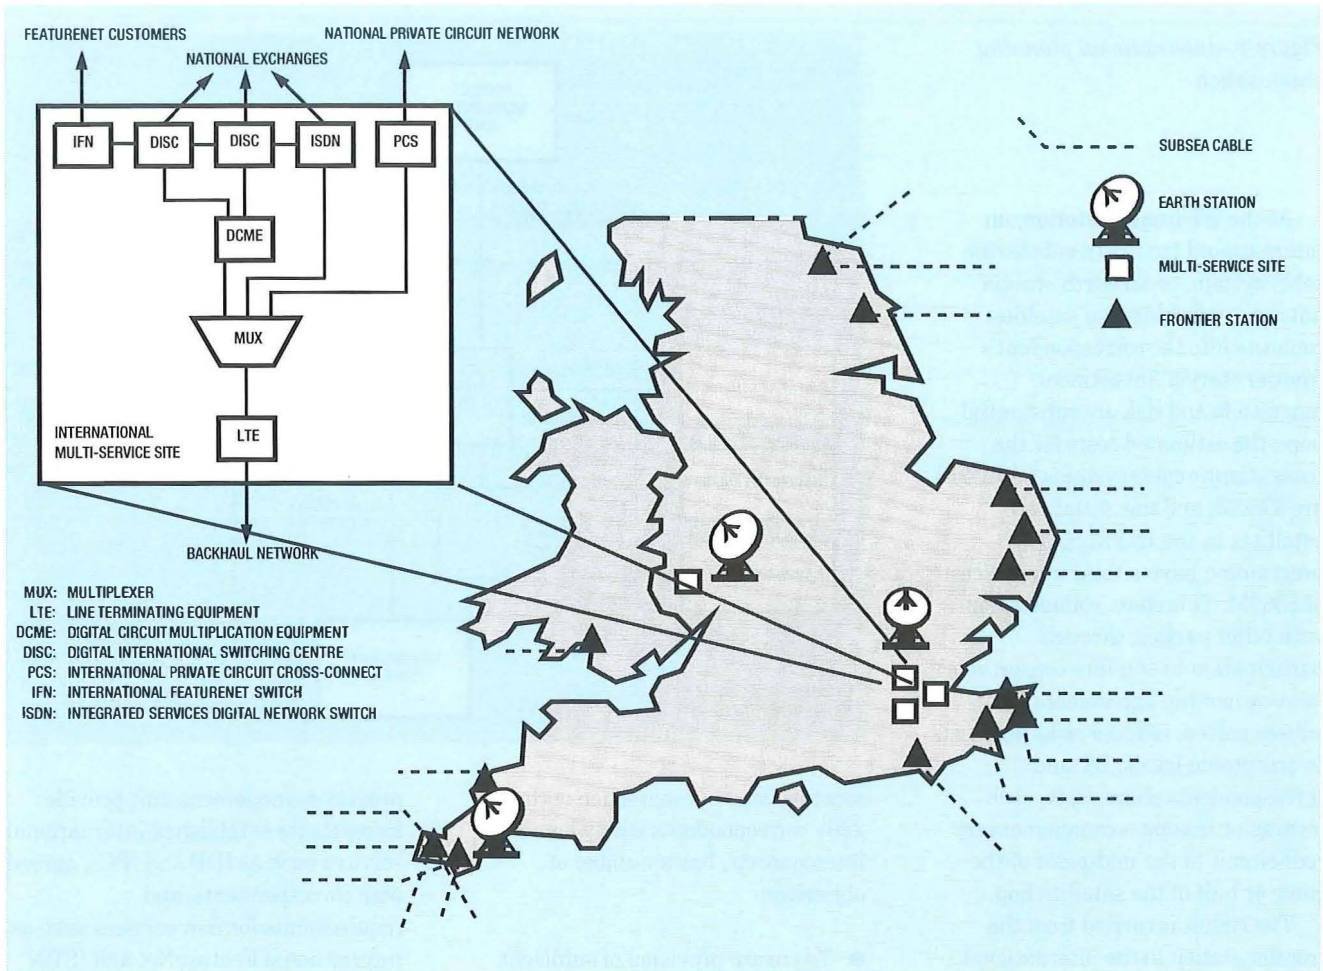 FEATURENET CUSTOMERS
NATIONAL PRIVATE CIRCUIT NETWORK
NATIONAL EXCHANGES
IFN
DISC
DISC
ISDN
PCS
DCME
MUX
LTE
INTERNATIONAL
MULTI-SERVICE SITE
BACKHAUL NETWORK
MUX: MULTIPLEXER
LTE: LINE TERMINATING EQUIPMENT
DCME: DIGITAL CIRCUIT MULTIPLICATION EQUIPMENT
DISC: DIGITAL INTERNATIONAL SWITCHING CENTRE
PCS: INTERNATIONAL PRIVATE CIRCUIT CROSS-CONNECT
IFN: INTERNATIONAL FEATURENET SWITCH
ISDN: INTEGRATED SERVICES DIGITAL NETWORK SWITCH
SUBSEA CABLE
EARTH STATION
MULTI-SERVICE SITE
FRONTIER STATION